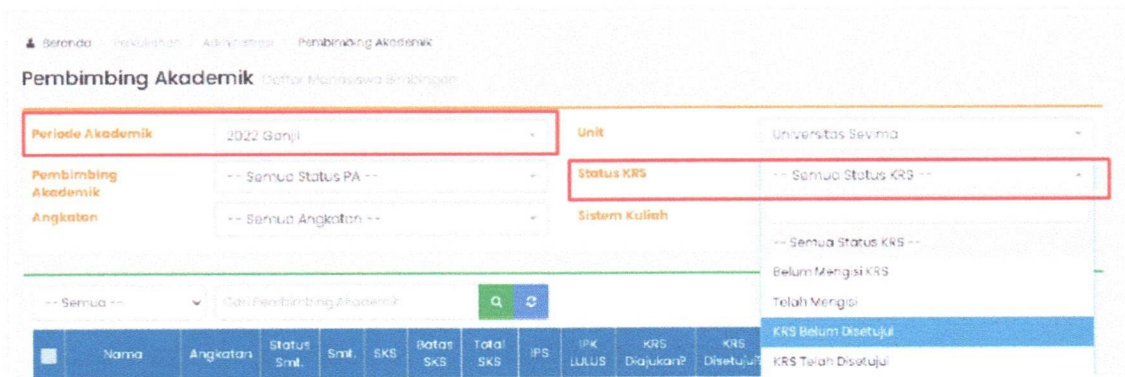 Beranda Perkuliahan Administrasi Pembimbing Akademik
Pembimbing Akademik Daftar Mahasiswa Bimbingan
Periode Akademik 2022 Ganjil Unit Universitas Sevima
Pembimbing Akademik -- Semua Status PA -- Status KRS -- Semua Status KRS --
Angkatan -- Semua Angkatan -- Sistem Kuliah
-- Semua Status KRS --
Belum Mengisi KRS
Telah Mengisi
KRS Belum Disetujui
KRS Telah Disetujui
-- Semua -- Cari Pembimbing Akademik
Nama Angkatan Status Smt. Smt. SKS Batas SKS Total SKS IPS IPK LULUS KRS Diajukan? KRS Disetujui?